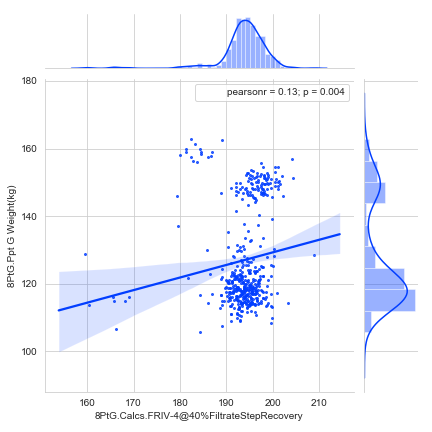 pearsonr = 0.13; p = 0.004
180
160
140
120
100
8PtG.Ppt G Weight(kg)
160 170 180 190 200 210
8PtG.Calcs.FRIV-4@40%FiltrateStepRecovery